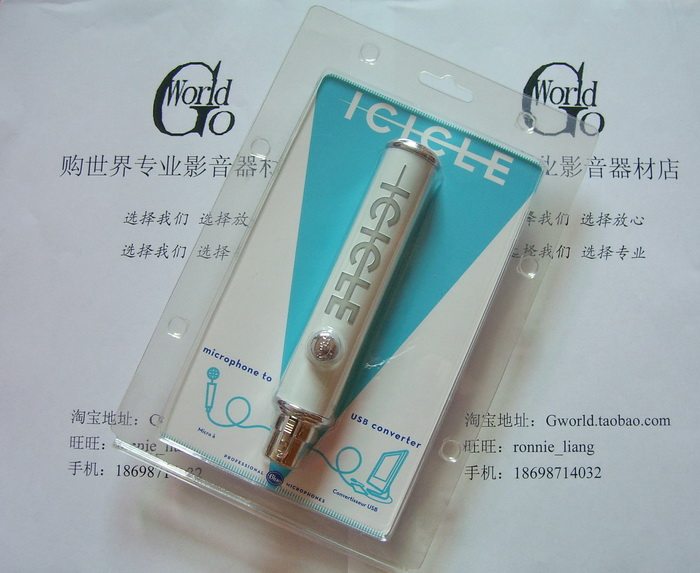 World
Go
World
Go
购世界专业影音器材
业影音器材店
选择我们 选择放
择我们 选择放心
选择我们 选择
选择我们 选择专业
ICICLE
ICICLE
microphone to
USB converter
Micro à
Convertisseur USB
PROFESSIONAL
Blue
MICROPHONES
淘宝地址:
旺旺:
手机: 18698714032
淘宝地址: Gworld.taobao.com
旺旺: ronnie_liang
手机: 18698714032